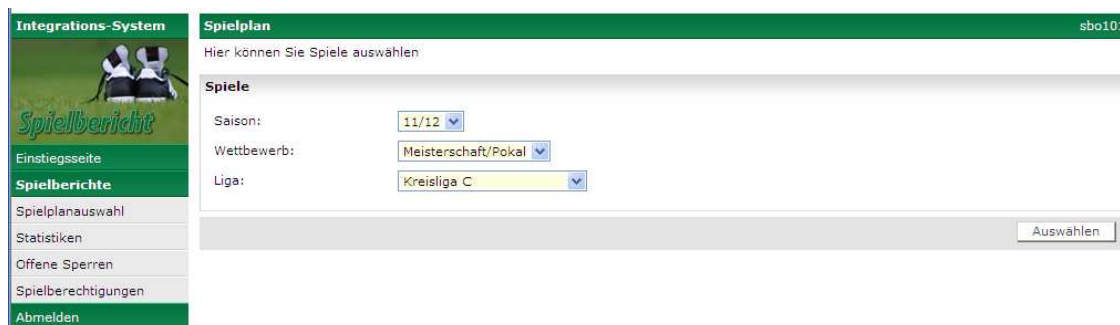 Integrations-System
Spielbericht
Einstiegsseite
Spielberichte
Spielplanauswahl
Statistiken
Offene Sperren
Spielberechtigungen
Abmelden
Spielplan sbo101
Hier können Sie Spiele auswählen
Spiele
Saison: 11/12
Wettbewerb: Meisterschaft/Pokal
Liga: Kreisliga C
Auswählen